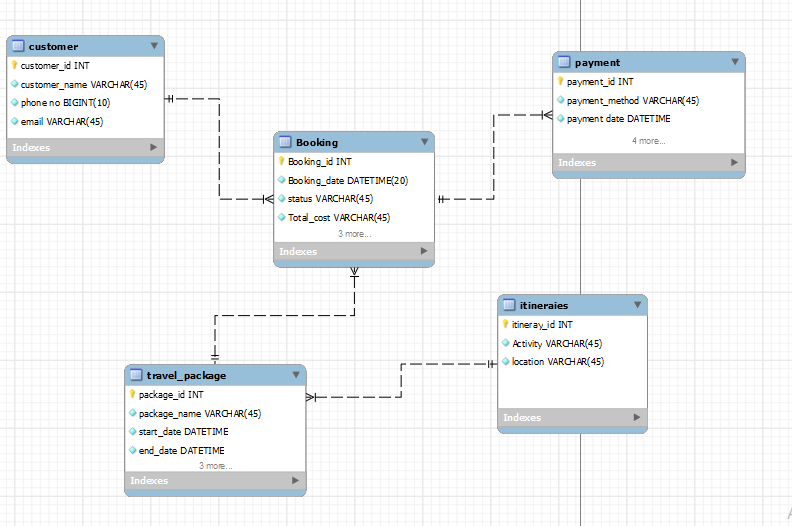 customer
customer_id INT
customer_name VARCHAR(45)
phone no BIGINT(10)
email VARCHAR(45)
Indexes
payment
payment_id INT
payment_method VARCHAR(45)
payment date DATETIME
4 more...
Indexes
Booking
Booking_id INT
Booking_date DATETIME(20)
status VARCHAR(45)
Total_cost VARCHAR(45)
3 more...
Indexes
itineraies
itineray_id INT
Activity VARCHAR(45)
location VARCHAR(45)
Indexes
travel_package
package_id INT
package_name VARCHAR(45)
start_date DATETIME
end_date DATETIME
3 more...
Indexes